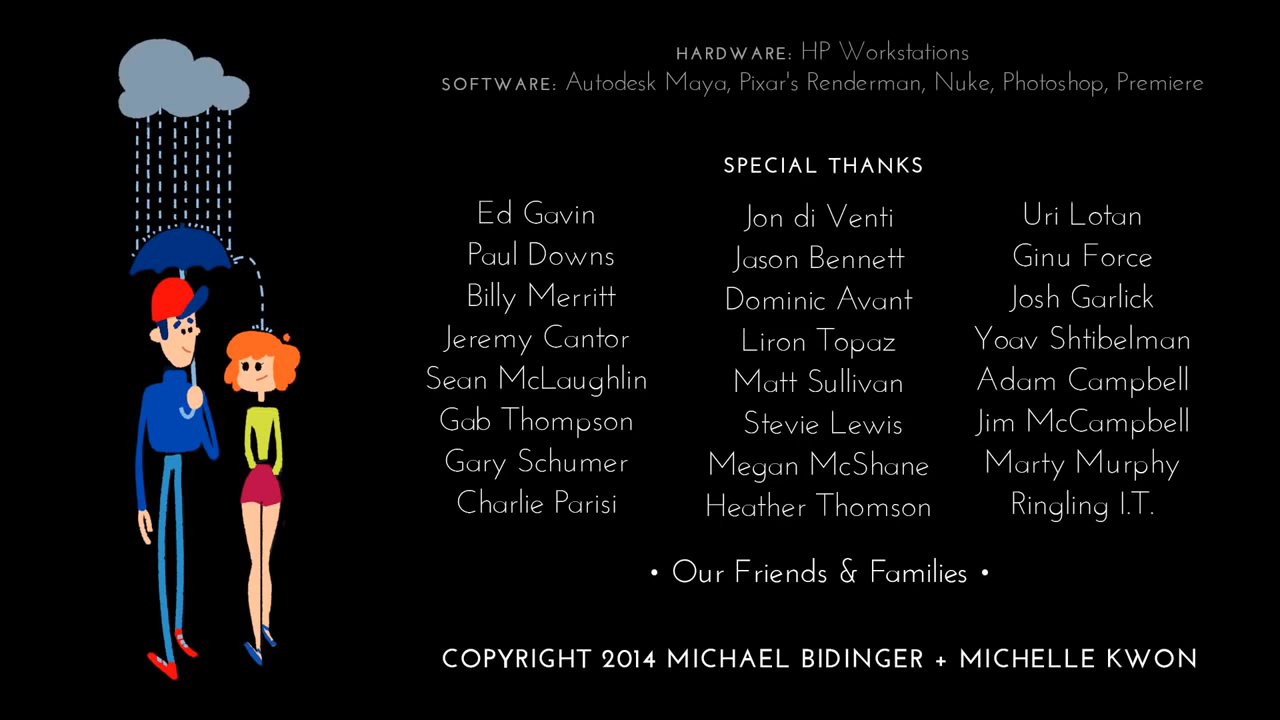 HARDWARE: HP Workstations
SOFTWARE: Autodesk Maya, Pixar's Renderman, Nuke, Photoshop, Premiere
SPECIAL THANKS
Ed Gavin
Paul Downs
Billy Merritt
Jeremy Cantor
Sean McLaughlin
Gab Thompson
Gary Schumer
Charlie Parisi
Jon di Venti
Jason Bennett
Dominic Avant
Liron Topaz
Matt Sullivan
Stevie Lewis
Megan McShane
Heather Thomson
Uri Lotan
Ginu Force
Josh Garlick
Yoav Shtibelman
Adam Campbell
Jim McCampbell
Marty Murphy
Ringling I.T.
• Our Friends & Families •
COPYRIGHT 2014 MICHAEL BIDINGER + MICHELLE KWON